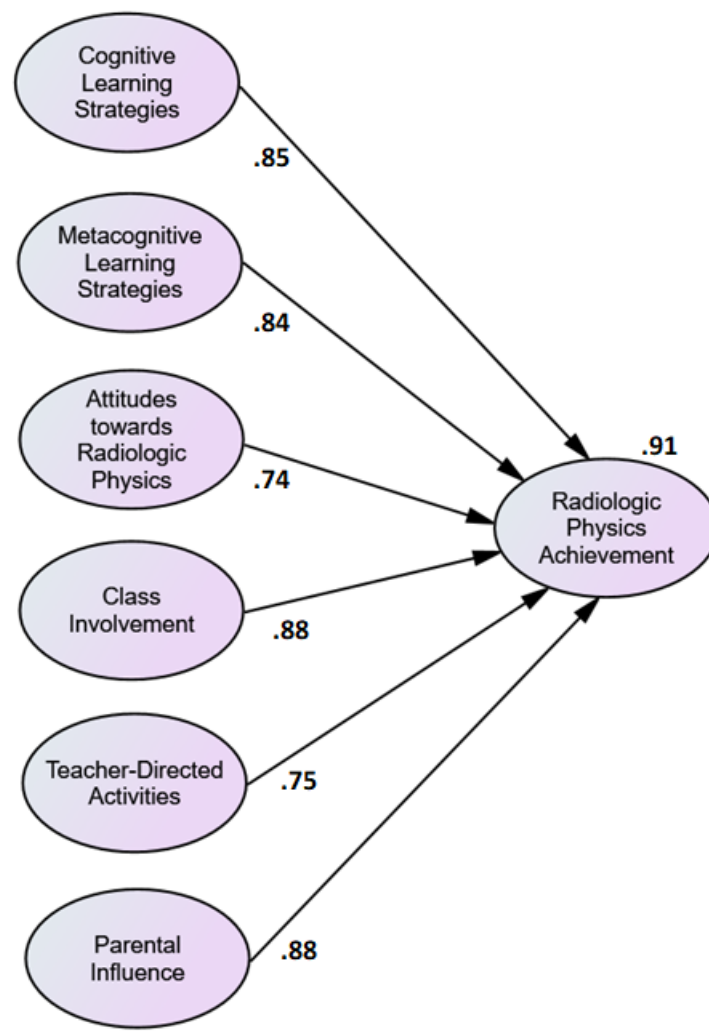 Cognitive
Learning
Strategies
.85
Metacognitive
Learning
Strategies
.84
Attitudes
towards
Radiologic
Physics
.74
.91
Radiologic
Physics
Achievement
Class
Involvement
.88
Teacher-Directed
Activities
.75
Parental
Influence
.88